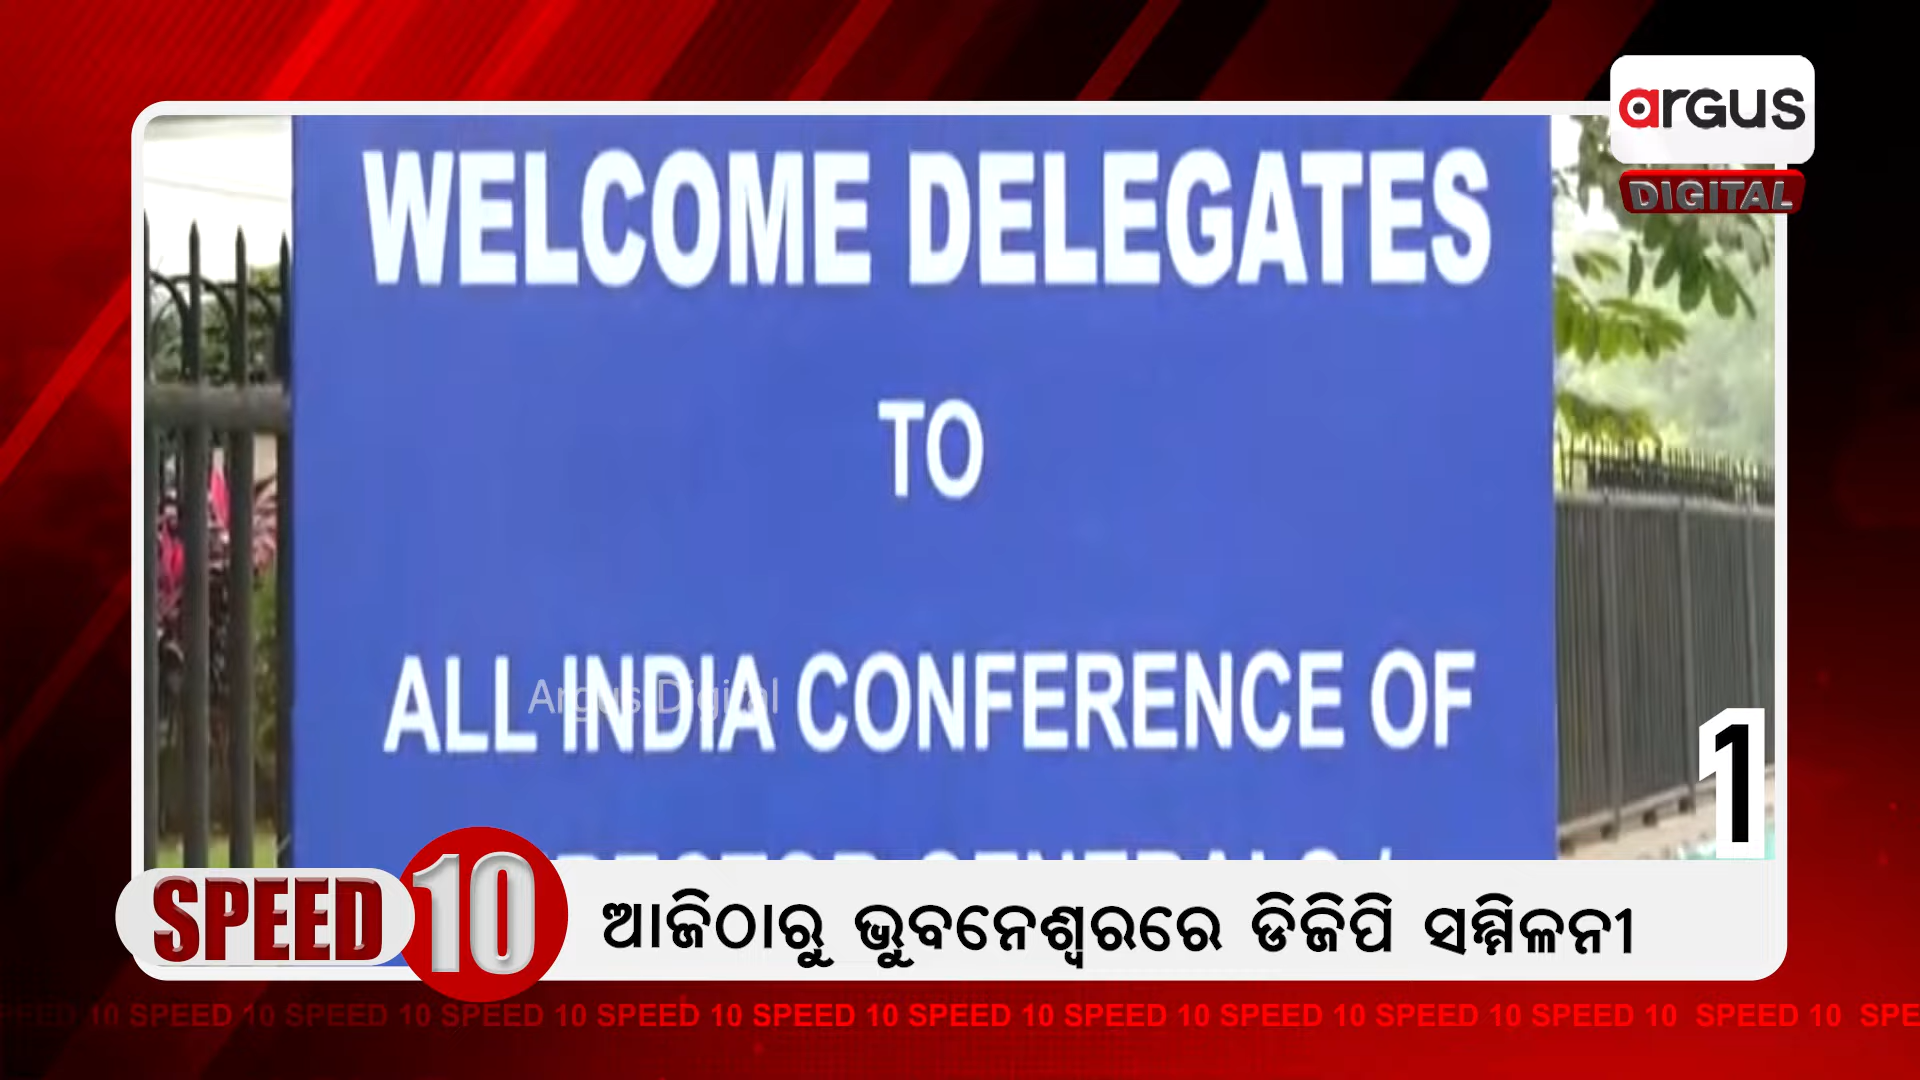 argus
DIGITAL
WELCOME DELEGATES
TO
ALL INDIA CONFERENCE OF
Argus Digital
1
SPEED 10
ଆଜିଠାରୁ ଭୁବନେଶ୍ୱରରେ ଡିଜିପି ସମ୍ମିଳନୀ
SPEED 10 SPEED 10 SPEED 10 SPEED 10 SPEED 10 SPEED 10 SPEED 10 SPEED 10 SPEED 10 SPEED 10 SPEED 10